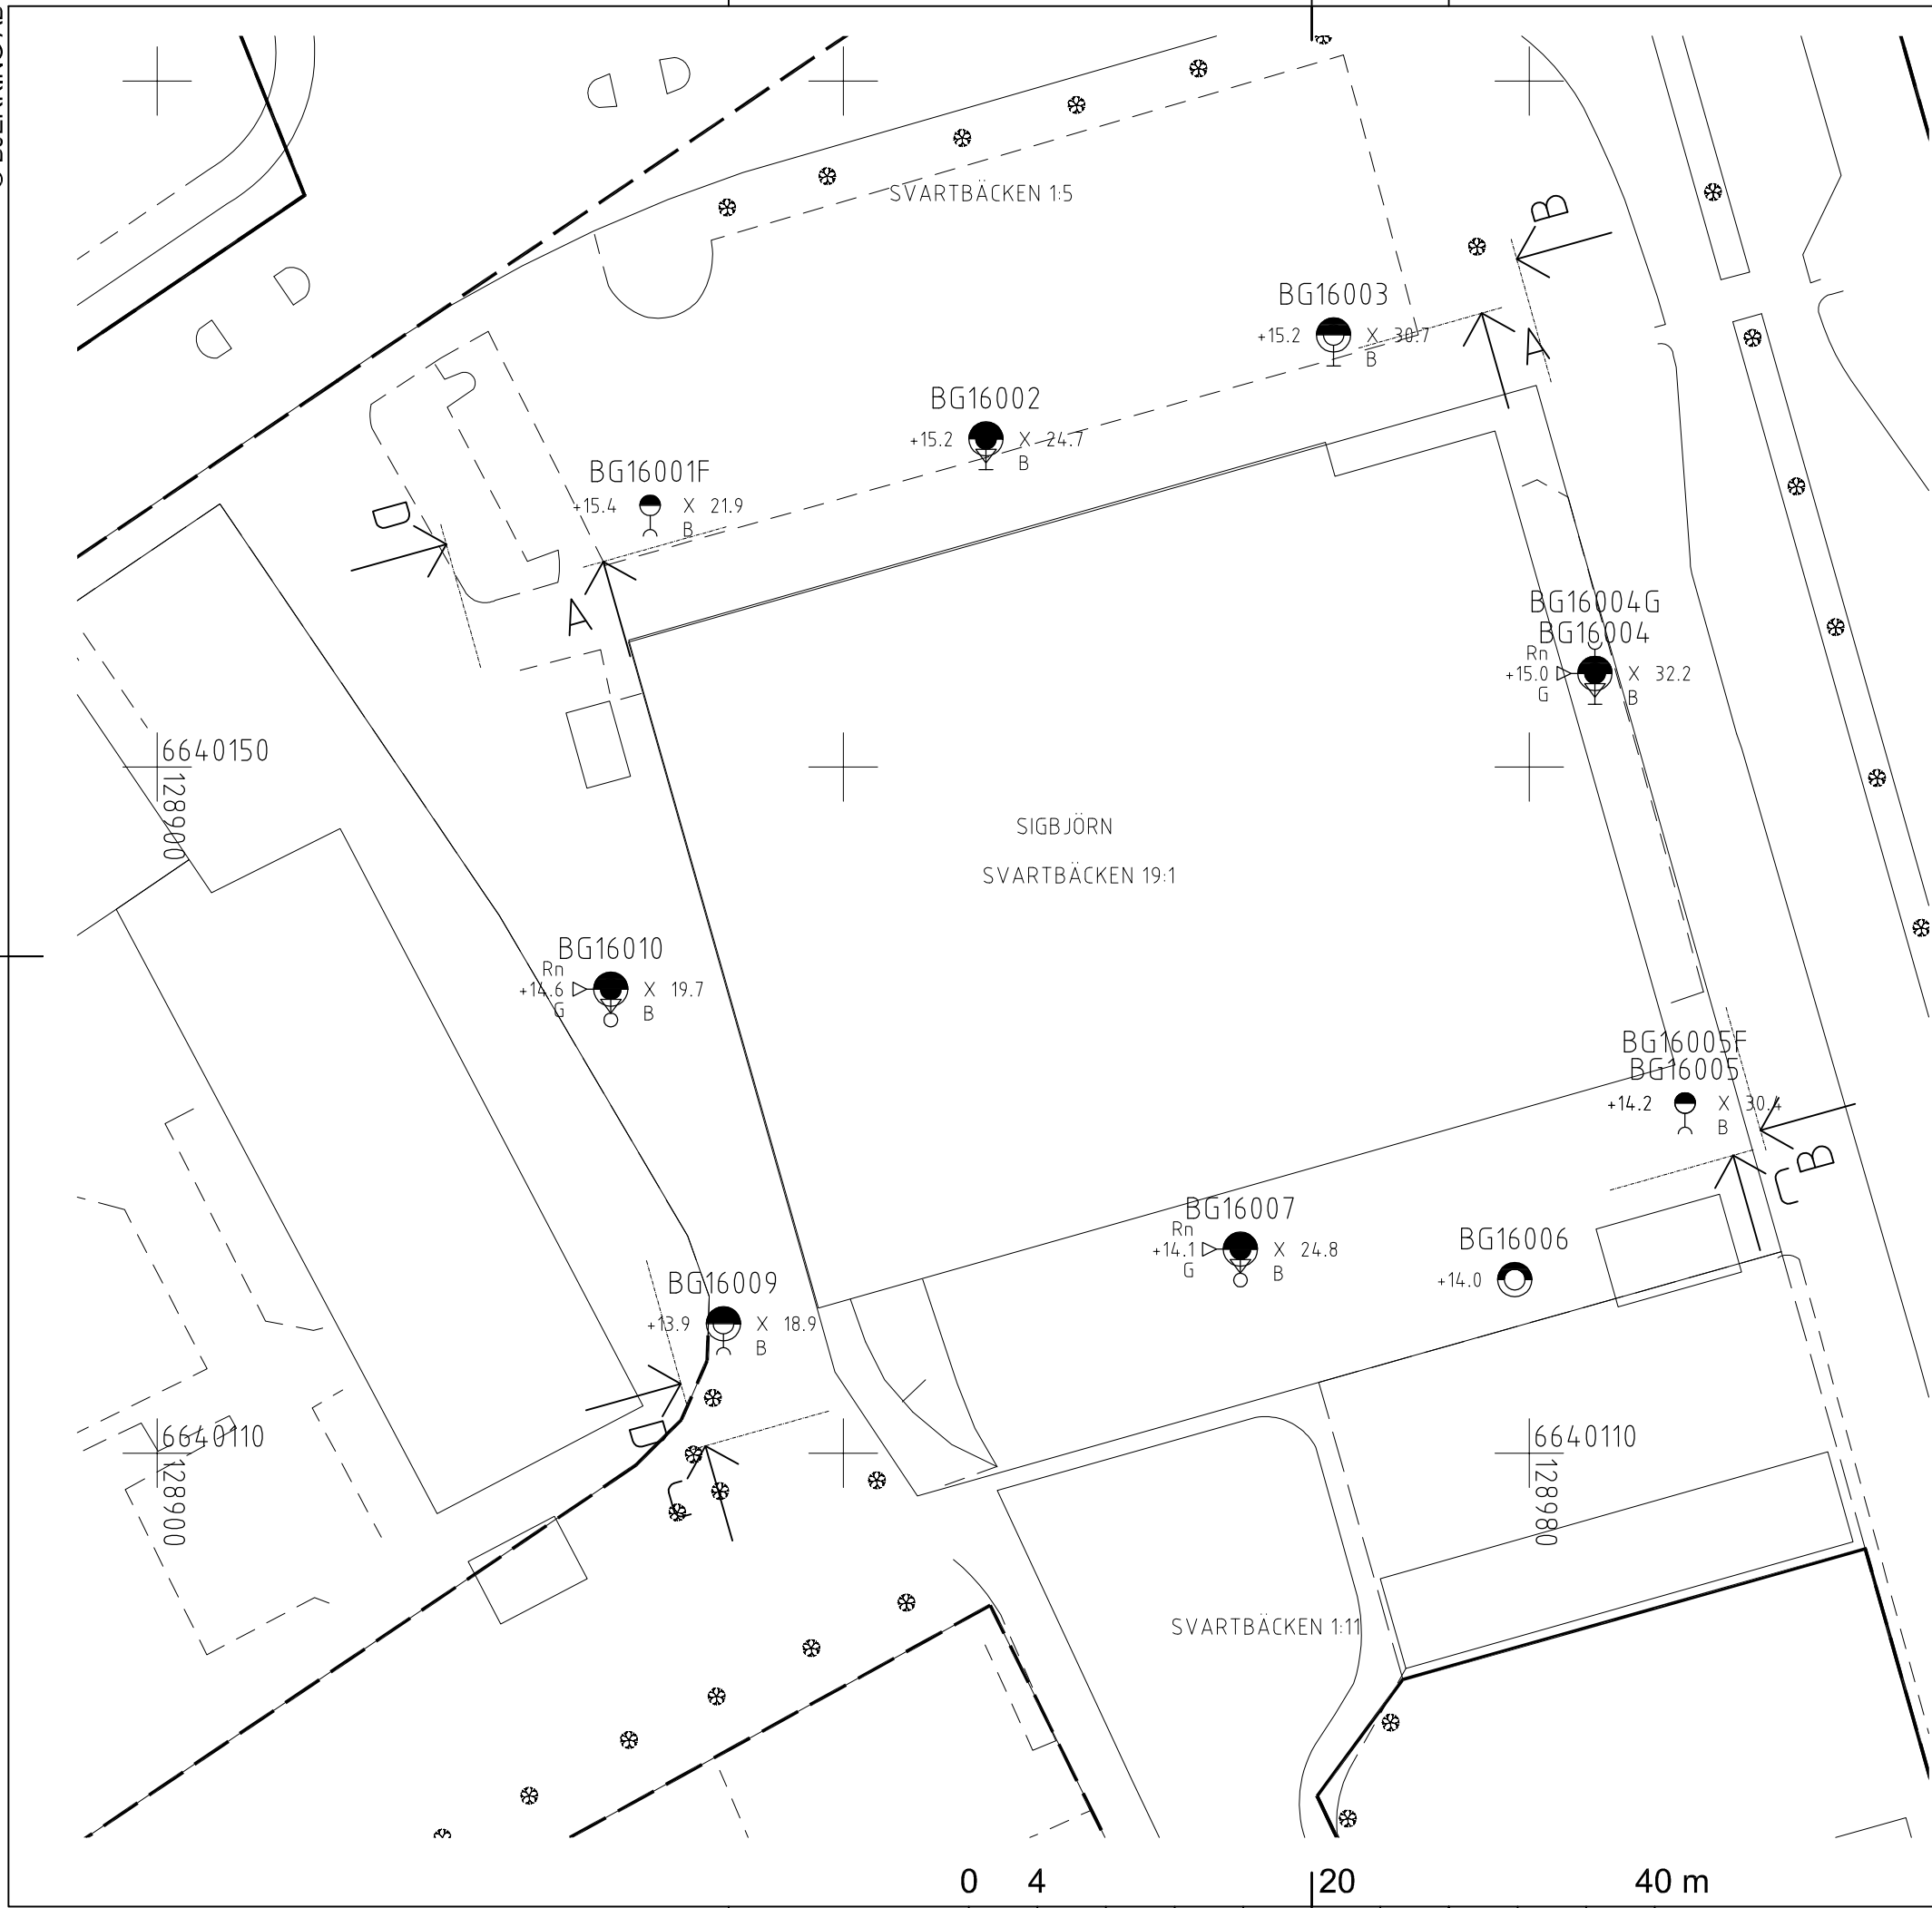 SVARTBÄCKEN 1:5
B
BG16003
+15.2 X 30.7
B
A
BG16002
+15.2 X 24.7
B
BG16001F
+15.4 X 21.9
B
D
A
BG16004G
BG16004
Rn
+15.0 X 32.2
G B
6640150
128900
SIGBJÖRN
SVARTBÄCKEN 19:1
BG16010
Rn
+14.6 X 19.7
G B
BG16005F
BG16005
+14.2 X 30.4
B
B
BG16007
Rn
+14.1 X 24.8
G B
BG16006
+14.0
BG16009
+13.9 X 18.9
B
D
6640110
128900
6640110
128980
SVARTBÄCKEN 1:11
0 4 20 40 m